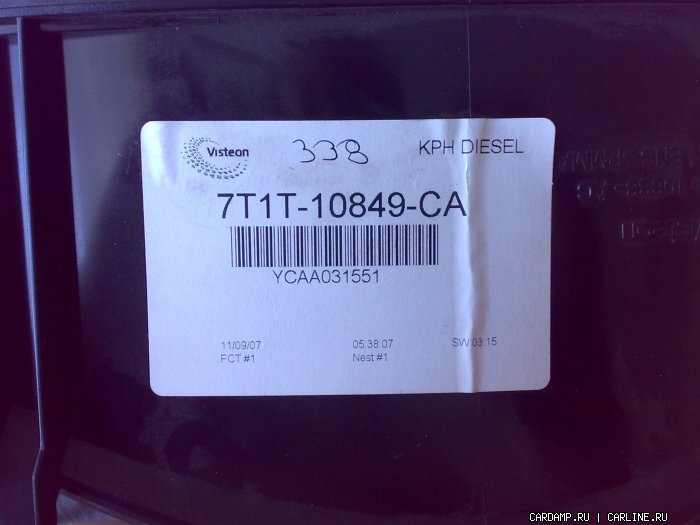 Visteon 338 KPH DIESEL
7T1T-10849-CA
YCAA031551
11/09/07 05:38:07 SW 03:15
FCT #1 Nest #1
CARDAMP.RU | CARLINE.RU